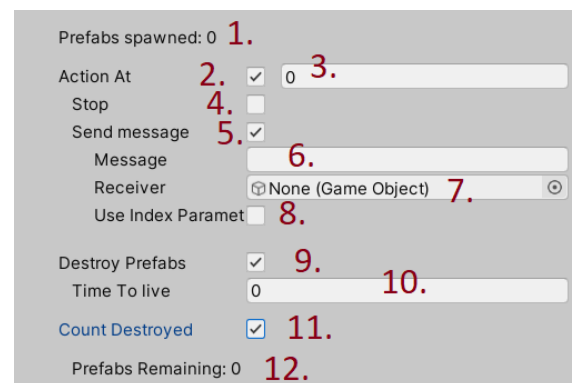 Prefabs spawned: 0 1.
Action At 2. 0 3.
Stop 4.
Send message 5.
Message 6.
Receiver None (Game Object) 7.
Use Index Paramet 8.
Destroy Prefabs 9.
Time To live 0 10.
Count Destroyed 11.
Prefabs Remaining: 0 12.